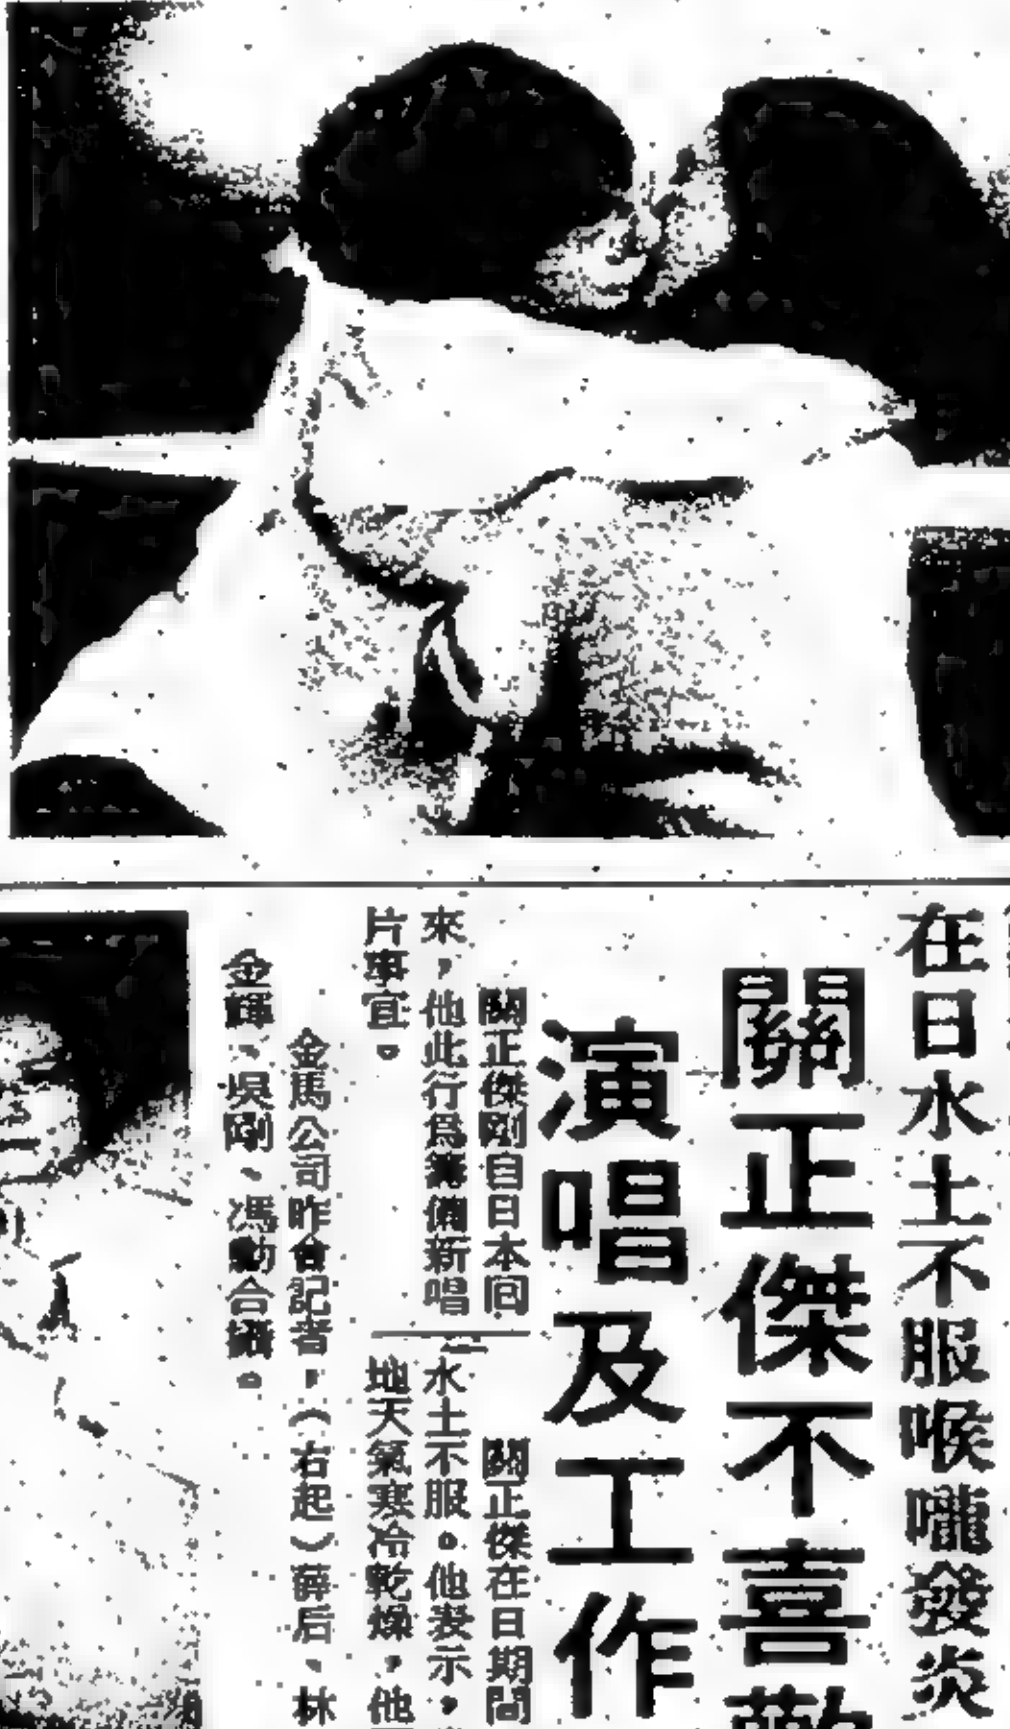 在日水土不服喉嚨發炎
關正傑不喜歡
演唱及工作
關正傑剛自日本回
來，他此行爲籌備新唱
片事宜。
關正傑在日期間
水土不服。他表示，
地天氣寒冷乾燥，他
金馬公司昨會記者，（右起）薛后、林
金輝、吳剛、馮勵合攝。